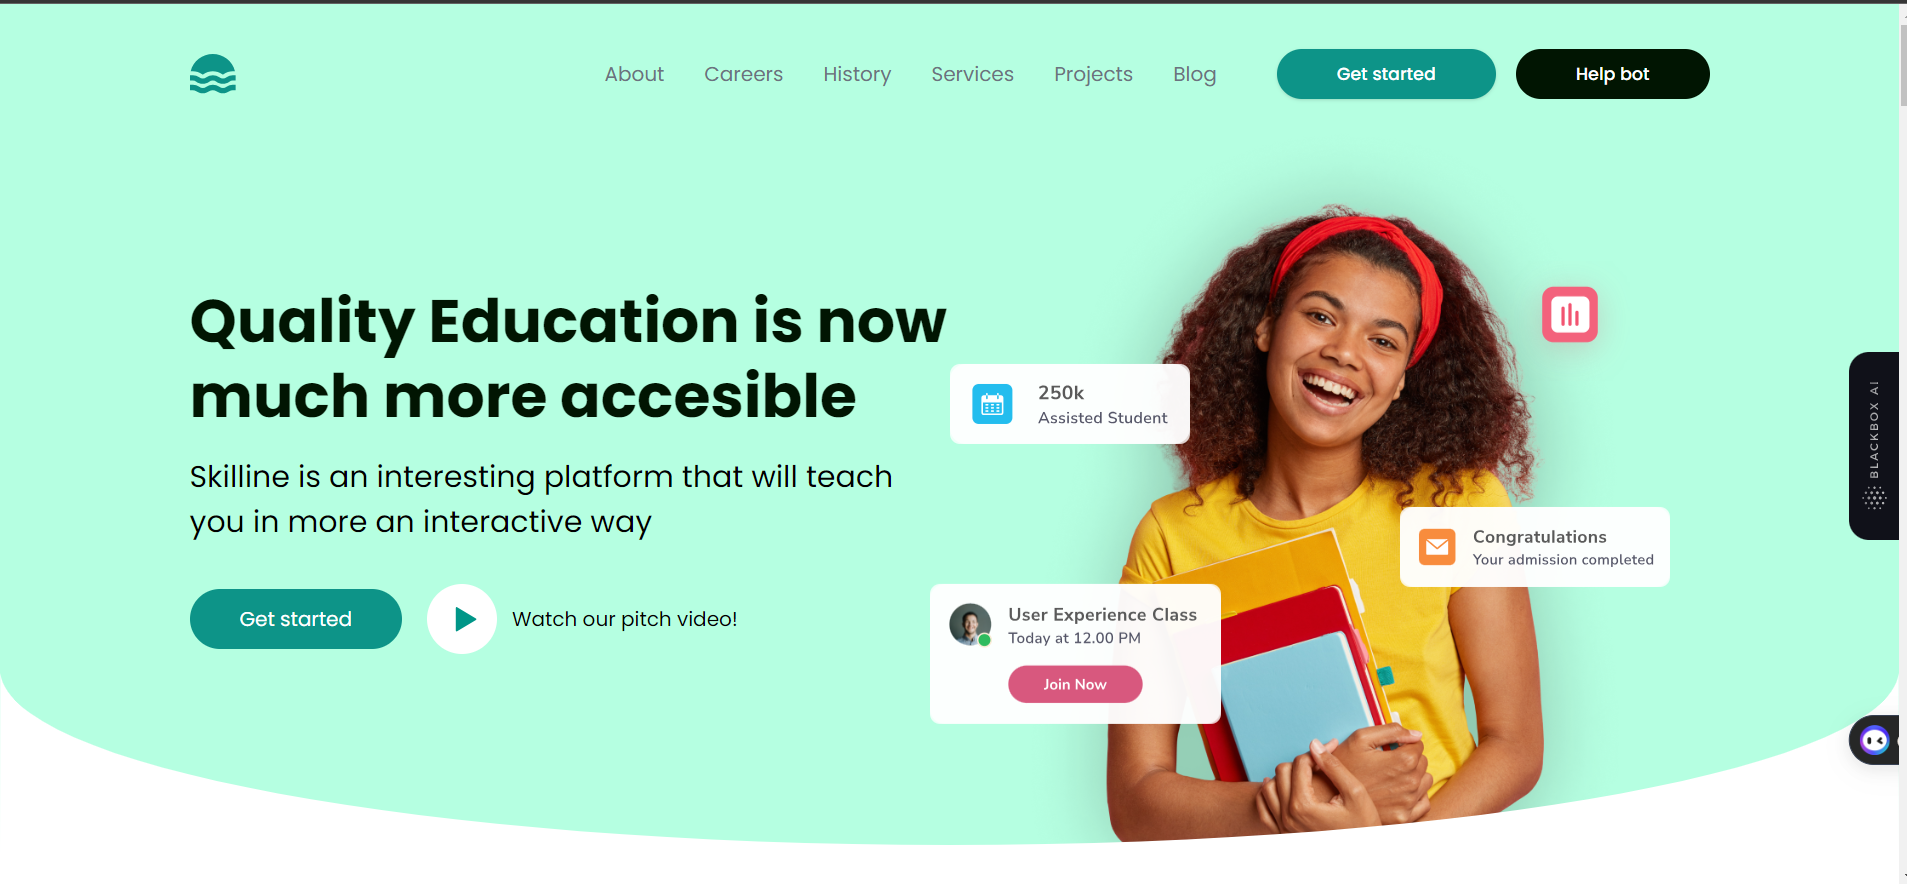 About Careers History Services Projects Blog Get started Help bot
Quality Education is now
much more accesible
Skilline is an interesting platform that will teach
you in more an interactive way
Get started Watch our pitch video!
250k
Assisted Student
Congratulations
Your admission completed
User Experience Class
Today at 12.00 PM
Join Now
BLACKBOX AI